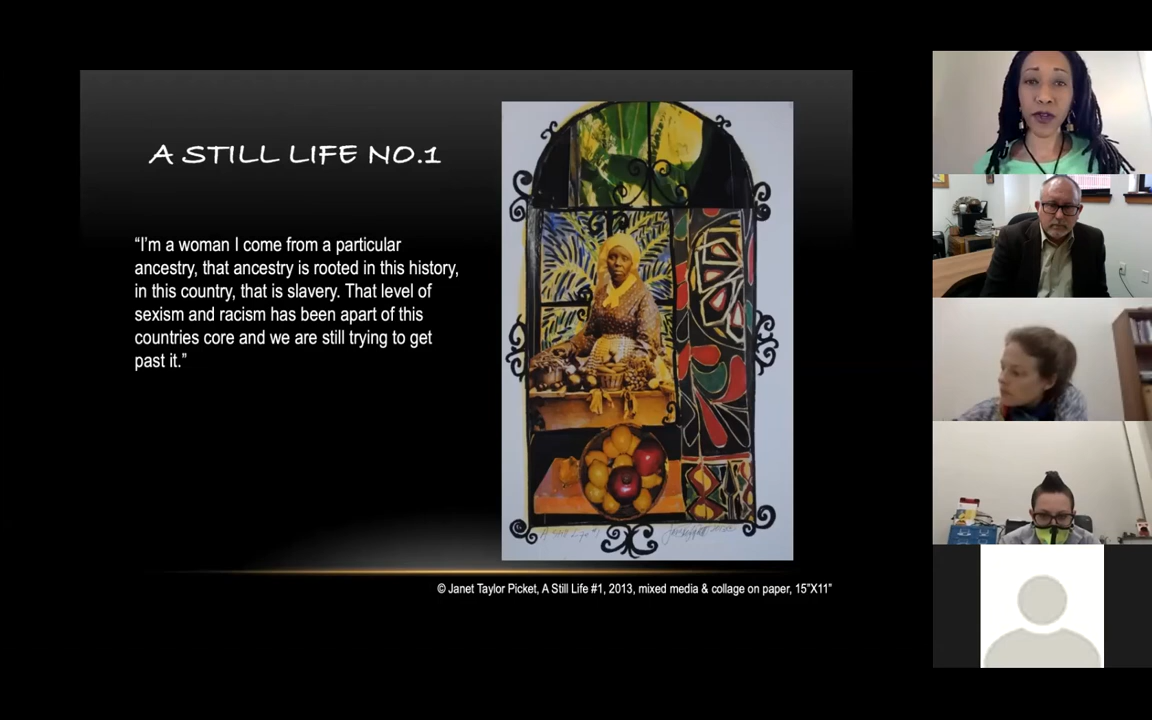 A STILL LIFE NO.1
“I’m a woman I come from a particular
ancestry, that ancestry is rooted in this history,
in this country, that is slavery. That level of
sexism and racism has been apart of this
countries core and we are still trying to get
past it.”
A Still Life #1
© Janet Taylor Picket, A Still Life #1, 2013, mixed media & collage on paper, 15”X11”